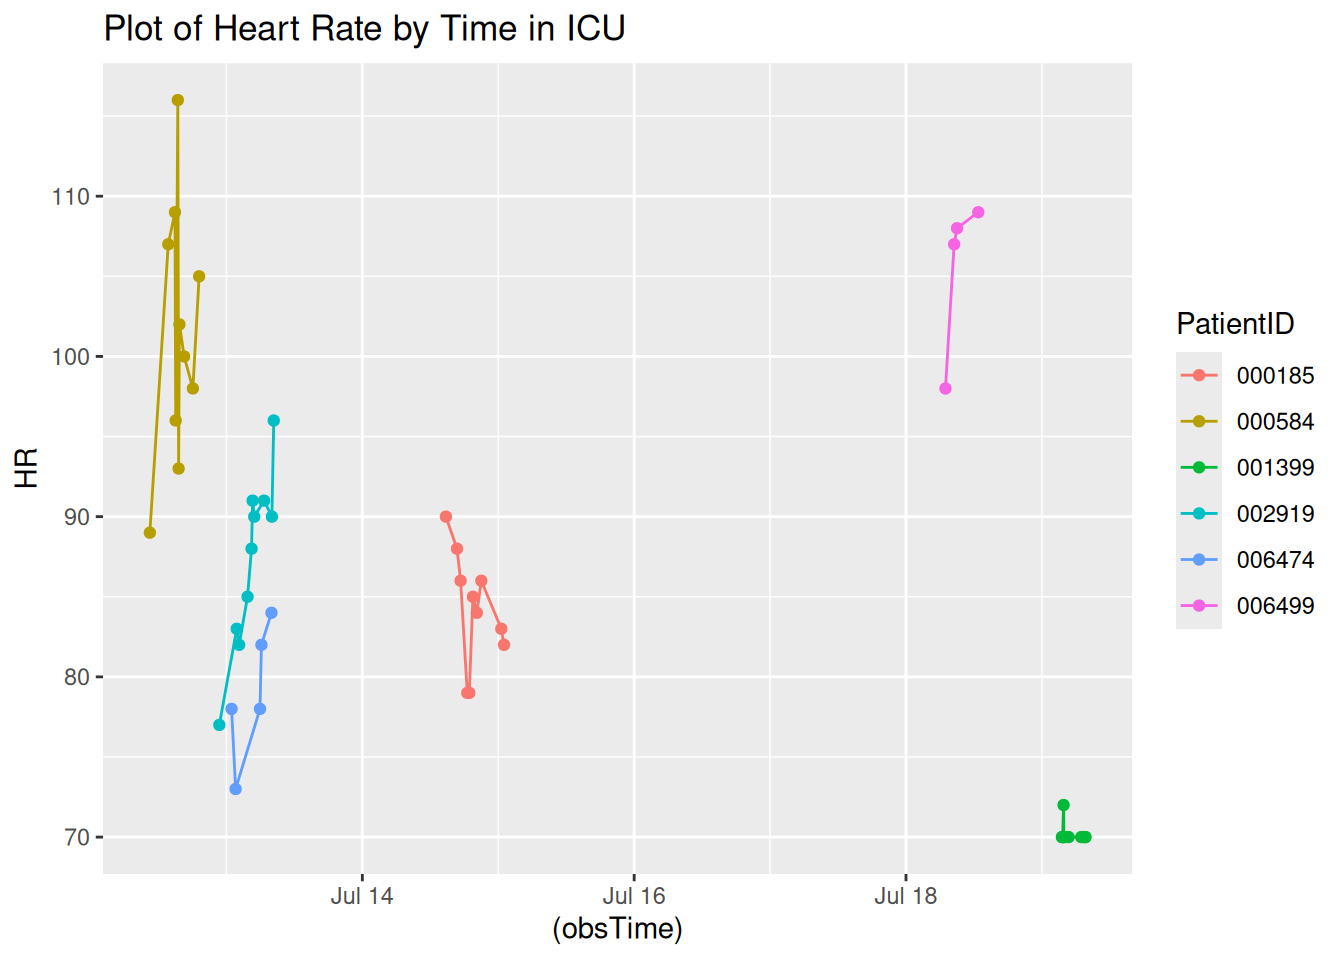 Plot of Heart Rate by Time in ICU
HR
110
100
90
80
70
Jul 14
Jul 16
Jul 18
(obsTime)
PatientID
000185
000584
001399
002919
006474
006499